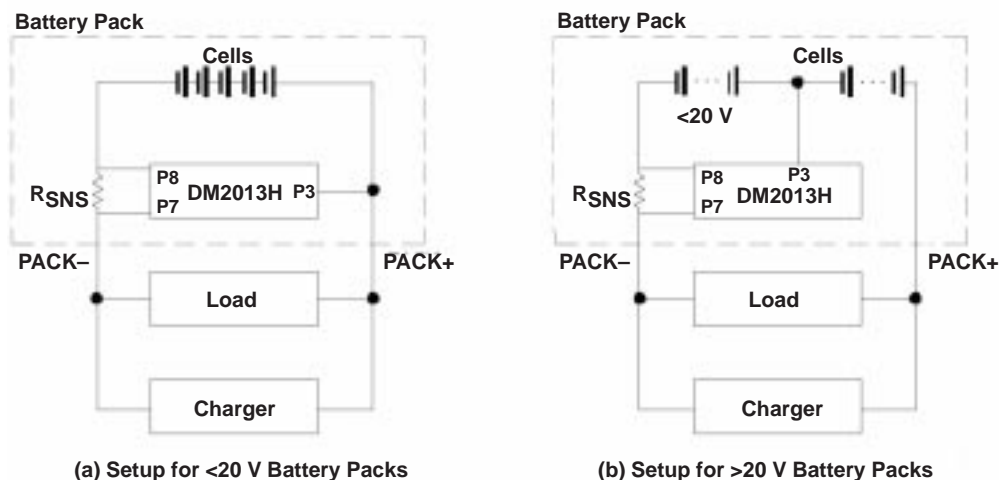 Battery Pack
Cells
P8
P7
DM2013H
P3
RSNS
PACK–
PACK+
Load
Charger
(a) Setup for <20 V Battery Packs
Battery Pack
Cells
<20 V
P3
P8
P7
DM2013H
RSNS
PACK–
PACK+
Load
Charger
(b) Setup for >20 V Battery Packs